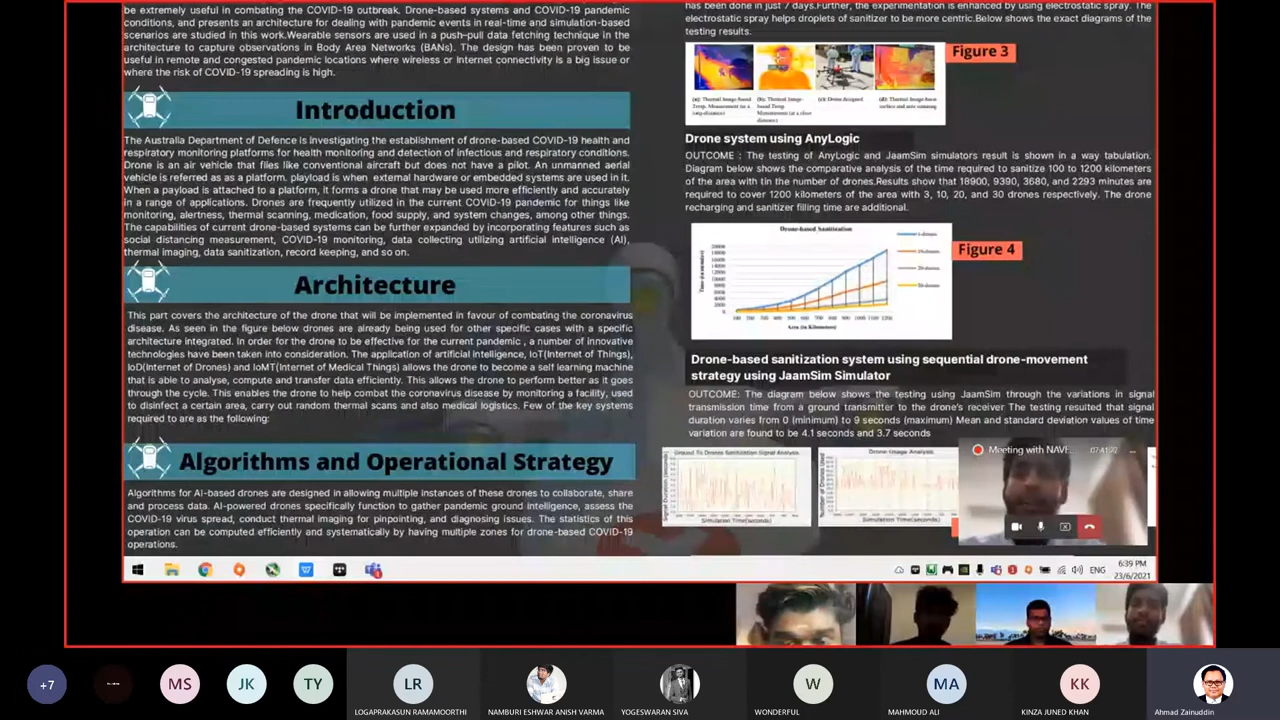 be extremely useful in combating the COVID-19 outbreak. Drone-based systems and COVID-19 pandemic
conditions, and presents an architecture for dealing with pandemic events in real-time and simulation-based
scenarios are studied in this work.Wearable sensors are used in a push-pull data fetching technique in the
architecture to capture observations in Body Area Networks (BANs). The design has been proven to be
useful in remote and congested pandemic locations where wireless or Internet connectivity is a big issue or
where the risk of COVID-19 spreading is high.
Inroduction
The Australia Department of Defence is investigating the establishment of drone-based COVID-19 health and
respiratory monitoring platforms for health monitoring and detection of infectious and respiratory conditions.
Drone is an air vehicle that flies like conventional aircraft but does not have a pilot. An unmanned aerial
vehicle is referred as as a platform. playload is when external hardware or embedded systems are used in it.
When a payload is attached to a platform, it forms a drone that may be used more efficiently and accurately
in a range of applications. Drones are frequently utilized in the current COVID-19 pandemic for things like
monitoring, alertness, thermal scanning, medication, food supply, and system changes, among other things.
The capabilities of current drone-based systems can be further expanded by incorporating features such as
social distancing measurement, COVID-19 monitoring, data collecting utilizing artificial intelligence (AI),
thermal imaging, sanitization, record keeping, and so on.
Architecture
This part covers the architecture of the drone that will be implemented in favour of combating the coronavirus
been in the figure below drones are already being used for other specific cases with a specific
architecture integrated. In order for the drone to be effective for the current pandemic , a number of innovative
technologies have been taken into consideration. The application of artificial intelligence, IoT(Internet of Things),
IoD(Internet of Drones) and IoMT(Internet of Medical Things) allows the drone to become a self learning machine
that is able to analyse, compute and transfer data efficiently. This allows the drone to perform better as it goes
through the cycle. This enables the drone to help combat the coronavirus disease by monitoring a facility, used
to disinfect a certain area, carry out random thermal scans and also medical logistics. Few of the key systems
required to are as the following:
Operational Strategy
Algorithms for AI-based drones are designed in allowing multiple instances of these drones to collaborate, share
and process data. AI-powered drones specifically function to gather pandemic ground intelligence, assess the
COVID-19 virus spread, conduct thermal imaging for pinpointing, and diagnosing issues. The statistics of this
operation can be covered efficiently and systematically by having multiple zones for drone-based COVID-19
operations.
has been done in just 7 days.Further, the experimentation is enhanced by using electrostatic spray. The
electrostatic spray helps droplets of sanitizer to be more centric.Below shows the exact diagrams of the
testing results.
Figure 3
Drone system using AnyLogic
OUTCOME : The testing of AnyLogic and JaamSim simulators result is shown in a way tabulation.
Diagram below shows the comparative analysis of the time required to sanitize 100 to 1200 kilometers
of the area with tin the number of drones.Results show that 18900, 9390, 3680, and 2293 minutes are
required to cover 1200 kilometers of the area with 3, 10, 20, and 30 drones respectively. The drone
recharging and sanitizer filling time are additional.
Drone-based Sanitization
Area (in Kilometers)
Figure 4
Drone-based sanitization system using sequential drone-movement
strategy using JaamSim Simulator
OUTCOME: The diagram below shows the testing using JaamSim through the variations in signal
transmission time from a ground transmitter to the drone's receiver The testing resulted that signal
duration varies from 0 (minimum) to 9 seconds (maximum) Mean and standard deviation values of time
variation are found to be 4.1 seconds and 3.7 seconds
Ground To Drones Sanitization Signal Analysis
Simulation Time(seconds)
Drone Usage Analysis
Number of Drones Used
Simulation Time(seconds)
Meeting with NAVE...
07:41:22
ENG
6:39 PM
23/6/2021
+7
MS
JK
TY
LR
W
MA
KK
LOGAPRAKASUN RAMAMOORTHI
NAMBURI ESHWAR ANISH VARMA
YOGESWARAN SIVA
WONDERFUL
MAHMOUD ALI
KINZA JUNED KHAN
Ahmad Zainuddin